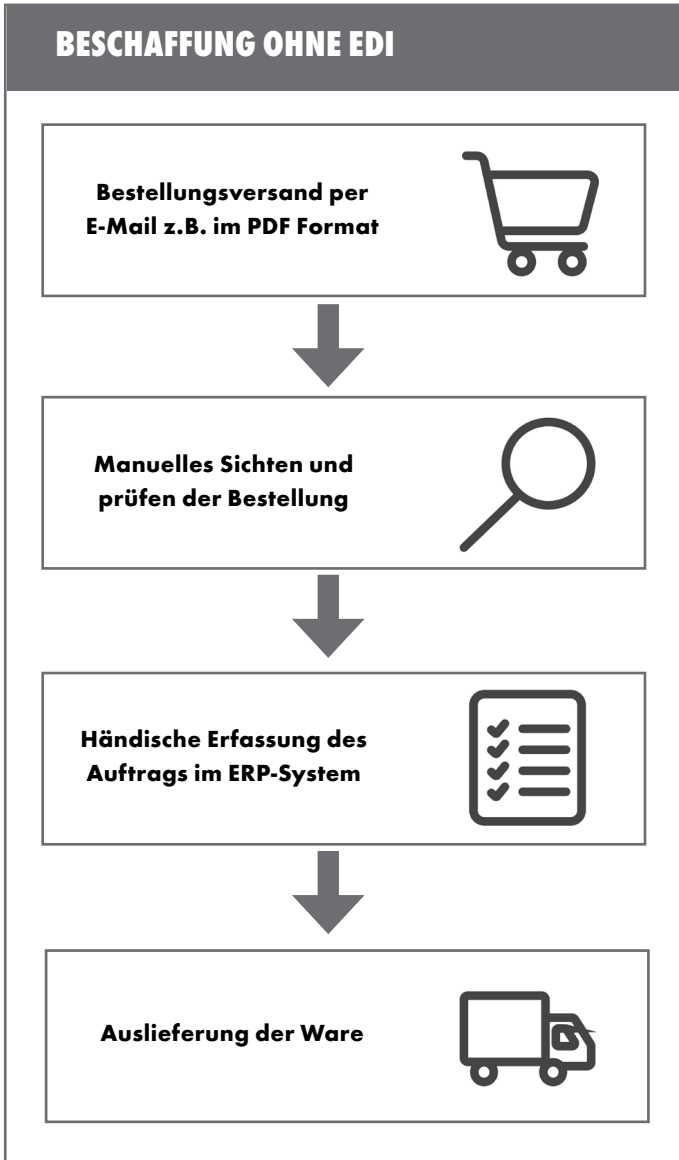 BESCHAFFUNG OHNE EDI
Bestellungsversand per
E-Mail z.B. im PDF Format
Manuelles Sichten und
prüfen der Bestellung
Händische Erfassung des
Auftrags im ERP-System
Auslieferung der Ware